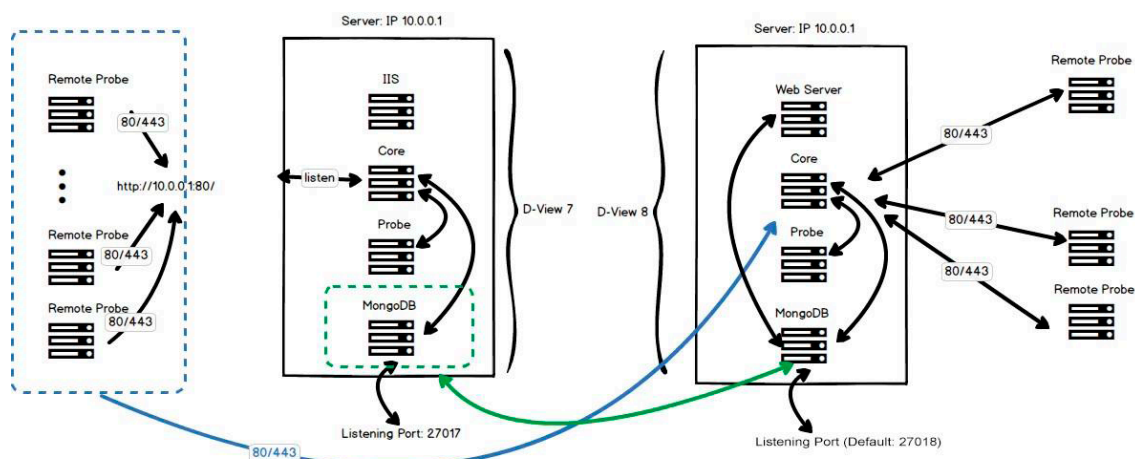 Server: IP 10.0.0.1
Server: IP 10.0.0.1
Remote Probe
80/443
http://10.0.0.1:80/
Remote Probe
80/443
Remote Probe
80/443
IIS
Core
listen
Probe
MongoDB
Listening Port: 27017
D-View 7
D-View 8
Web Server
Core
Probe
MongoDB
Listening Port (Default: 27018)
Remote Probe
80/443
Remote Probe
80/443
Remote Probe
80/443
80/443